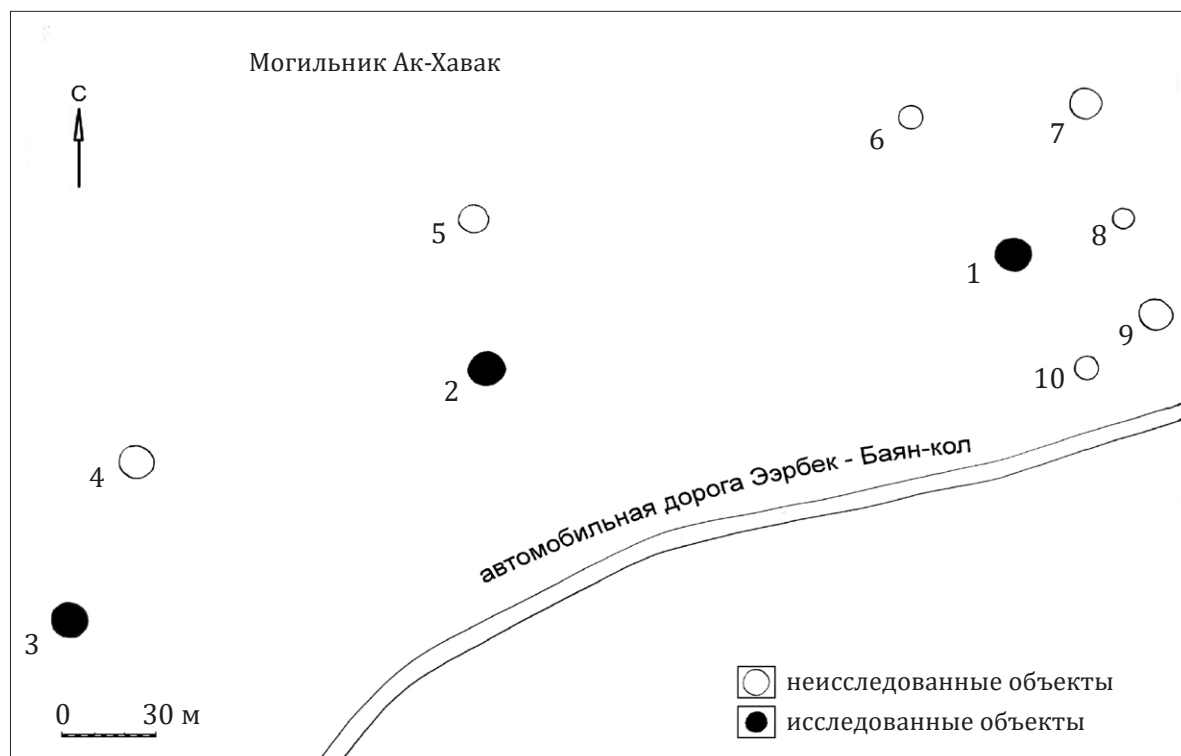 Могильник Ак-Хавак
С
6
7
5
8
1
9
2
10
4
автомобильная дорога Ээрбек - Баян-кол
3
0 30 м
неисследованные объекты
исследованные объекты